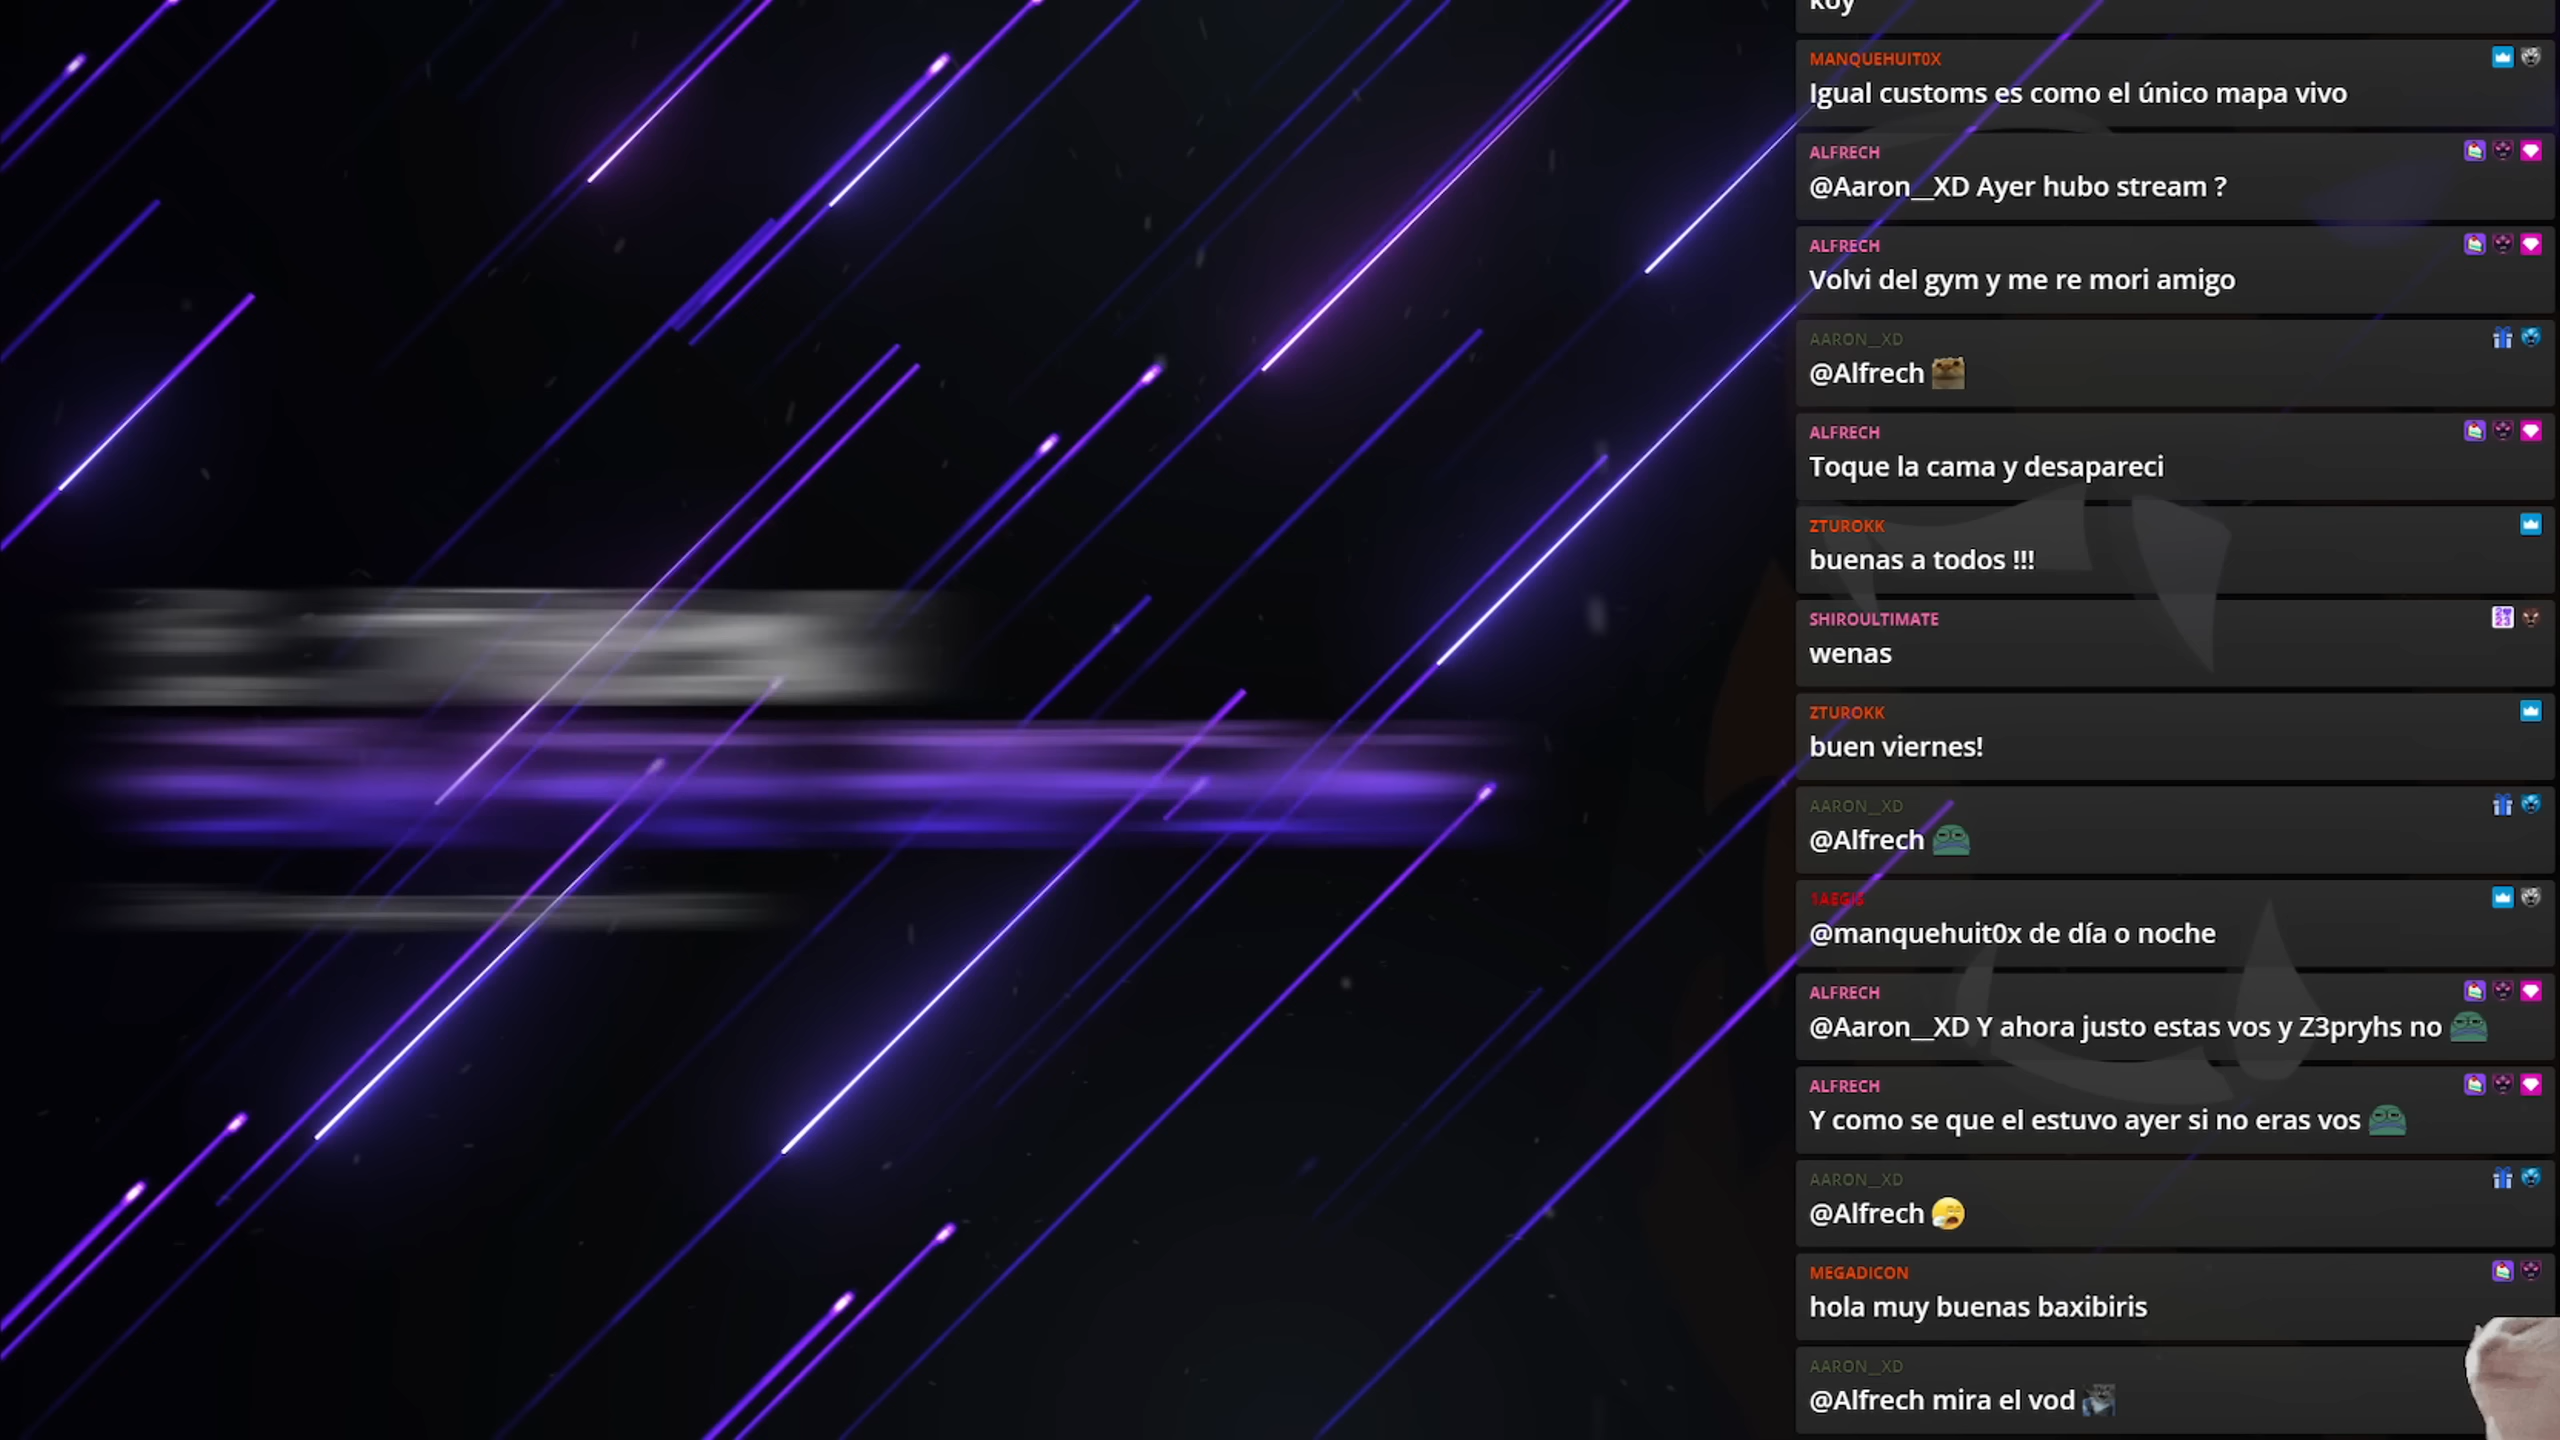 koy
MANQUEHUIT0X
Igual customs es como el único mapa vivo
ALFRECH
@Aaron__XD Ayer hubo stream ?
ALFRECH
Volvi del gym y me re mori amigo
AARON__XD
@Alfrech
ALFRECH
Toque la cama y desapareci
ZTUROKK
buenas a todos !!!
SHIROULTIMATE
wenas
ZTUROKK
buen viernes!
AARON__XD
@Alfrech
1AEGIS
@manquehuit0x de día o noche
ALFRECH
@Aaron__XD Y ahora justo estas vos y Z3pryhs no
ALFRECH
Y como se que el estuvo ayer si no eras vos
AARON__XD
@Alfrech
MEGADICON
hola muy buenas baxibiris
AARON__XD
@Alfrech mira el vod